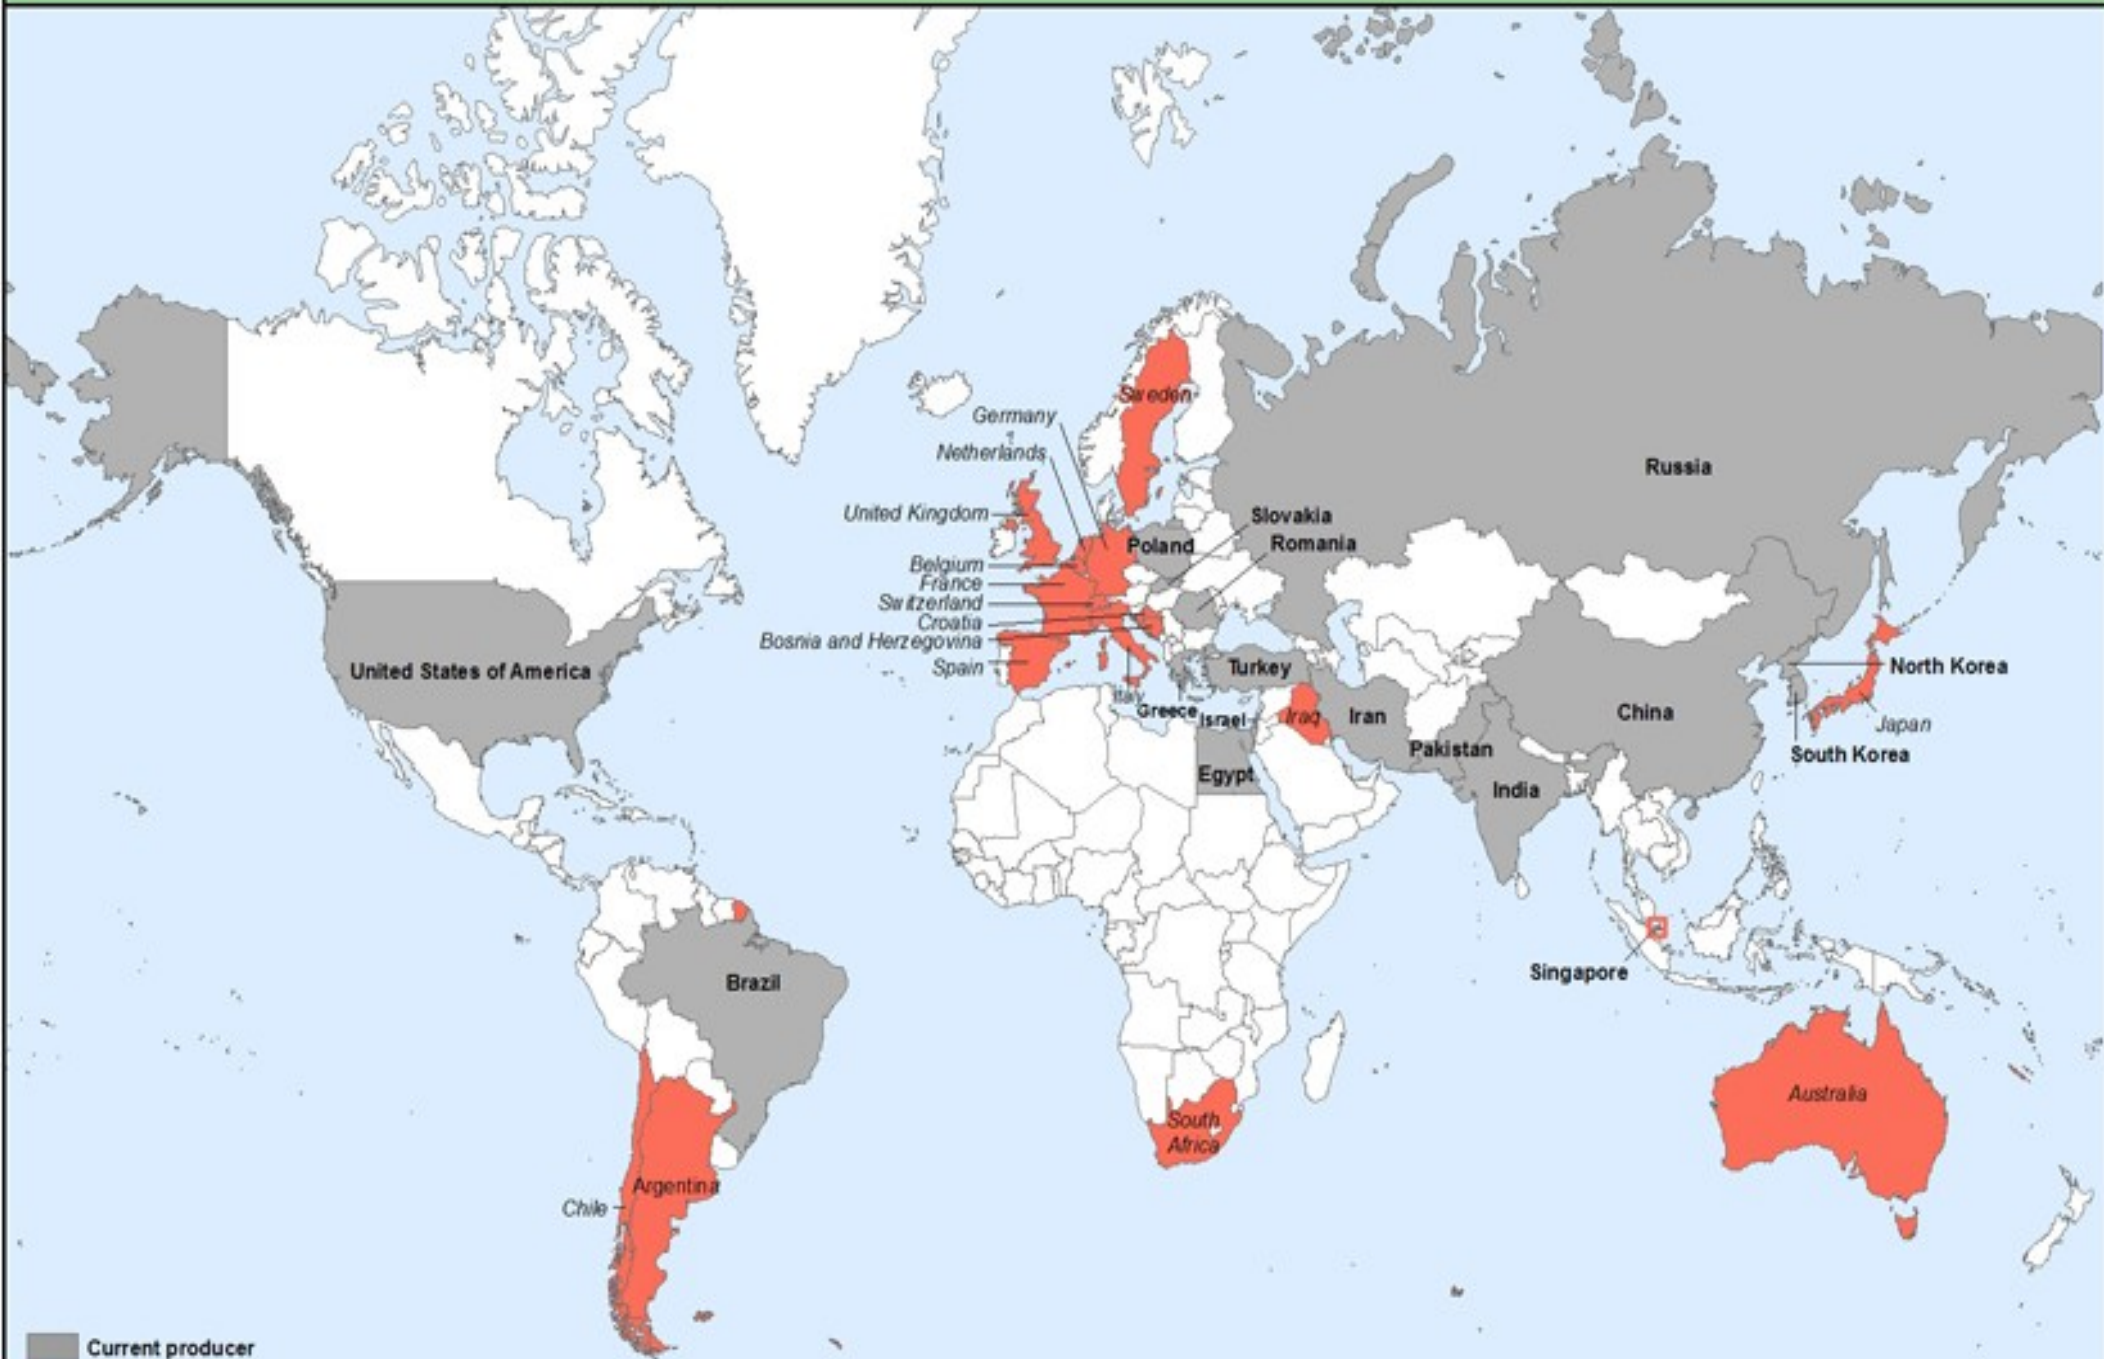 Sweden
Germany
Netherlands
Russia
United Kingdom
Slovakia
Poland
Romania
Belgium
France
Switzerland
Croatia
Bosnia and Herzegovina
Spain
United States of America
Turkey
North Korea
Italy
Greece
Israel
Iraq
Iran
China
Japan
Pakistan
South Korea
Egypt
India
Singapore
Brazil
Australia
South
Africa
Argentina
Chile
Current producer